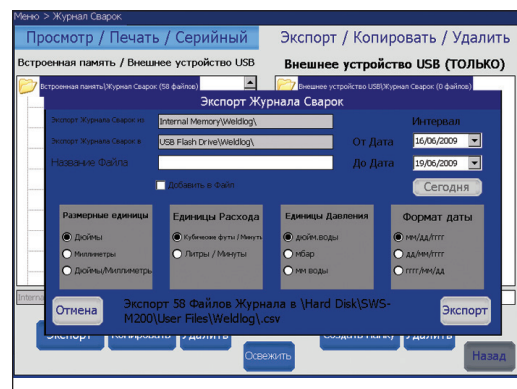 Меню > Журнал Сварок
Просмотр / Печать / Серийный
Экспорт / Копировать / Удалить
Встроенная память / Внешнее устройство USB
Внешнее устройство USB (ТОЛЬКО)
Встроенная память\Журнал Сварок (58 файлов)
Внешнее устройство USB\Журнал Сварок (0 файлов)
Экспорт Журнала Сварок
Экспорт Журнала Сварок из
Internal Memory\Weldlog\
Интервал
Экспорт Журнала Сварок в
USB Flash Drive\Weldlog\
От Дата
16/06/2009
Название Файла
До Дата
19/06/2009
Добавить в Файл
Сегодня
Размерные единицы
Единицы Расхода
Единицы Давления
Формат даты
Дюймы
Кубические футы / Минуты
дюйм.воды
мм/дд/гггг
Миллиметры
Литры / Минуты
мбар
дд/мм/гггг
Дюймы/Миллиметрь
мм воды
гггг/мм/дд
Interna
Отмена
Экспорт 58 Файлов Журнала в \Hard Disk\SWS-
M200\User Files\Weldlog\.csv
Экспорт
Экспорт
Копировать
Удалить
Удалить
Освежить
Назад